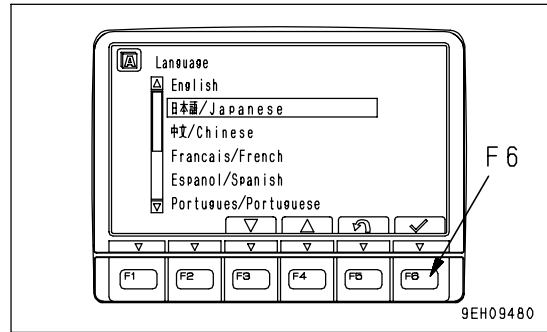 Language
English
日本語/Japanese
中文/Chinese
Francais/French
Espanol/Spanish
Portugues/Portuguese
F6
F1 F2 F3 F4 F5 F6
9EH09480